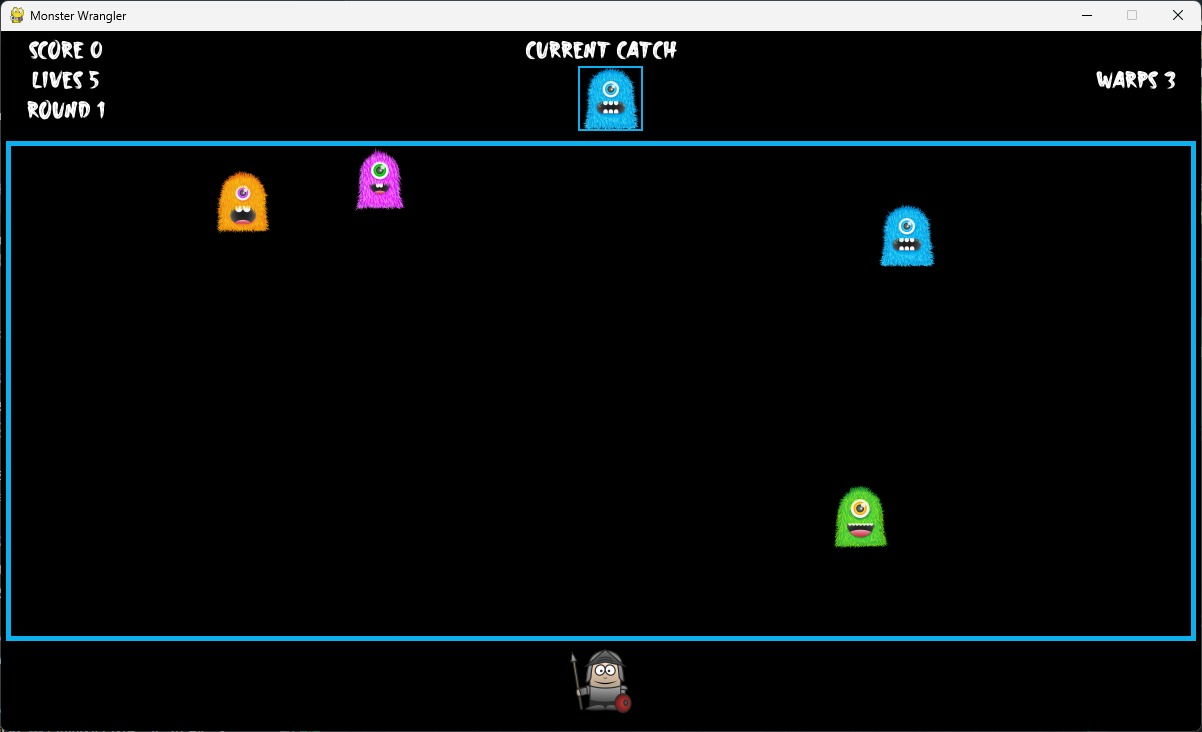 Monster Wrangler
SCORE 0
CURRENT CATCH
LIVES 5
WARPS 3
ROUND 1